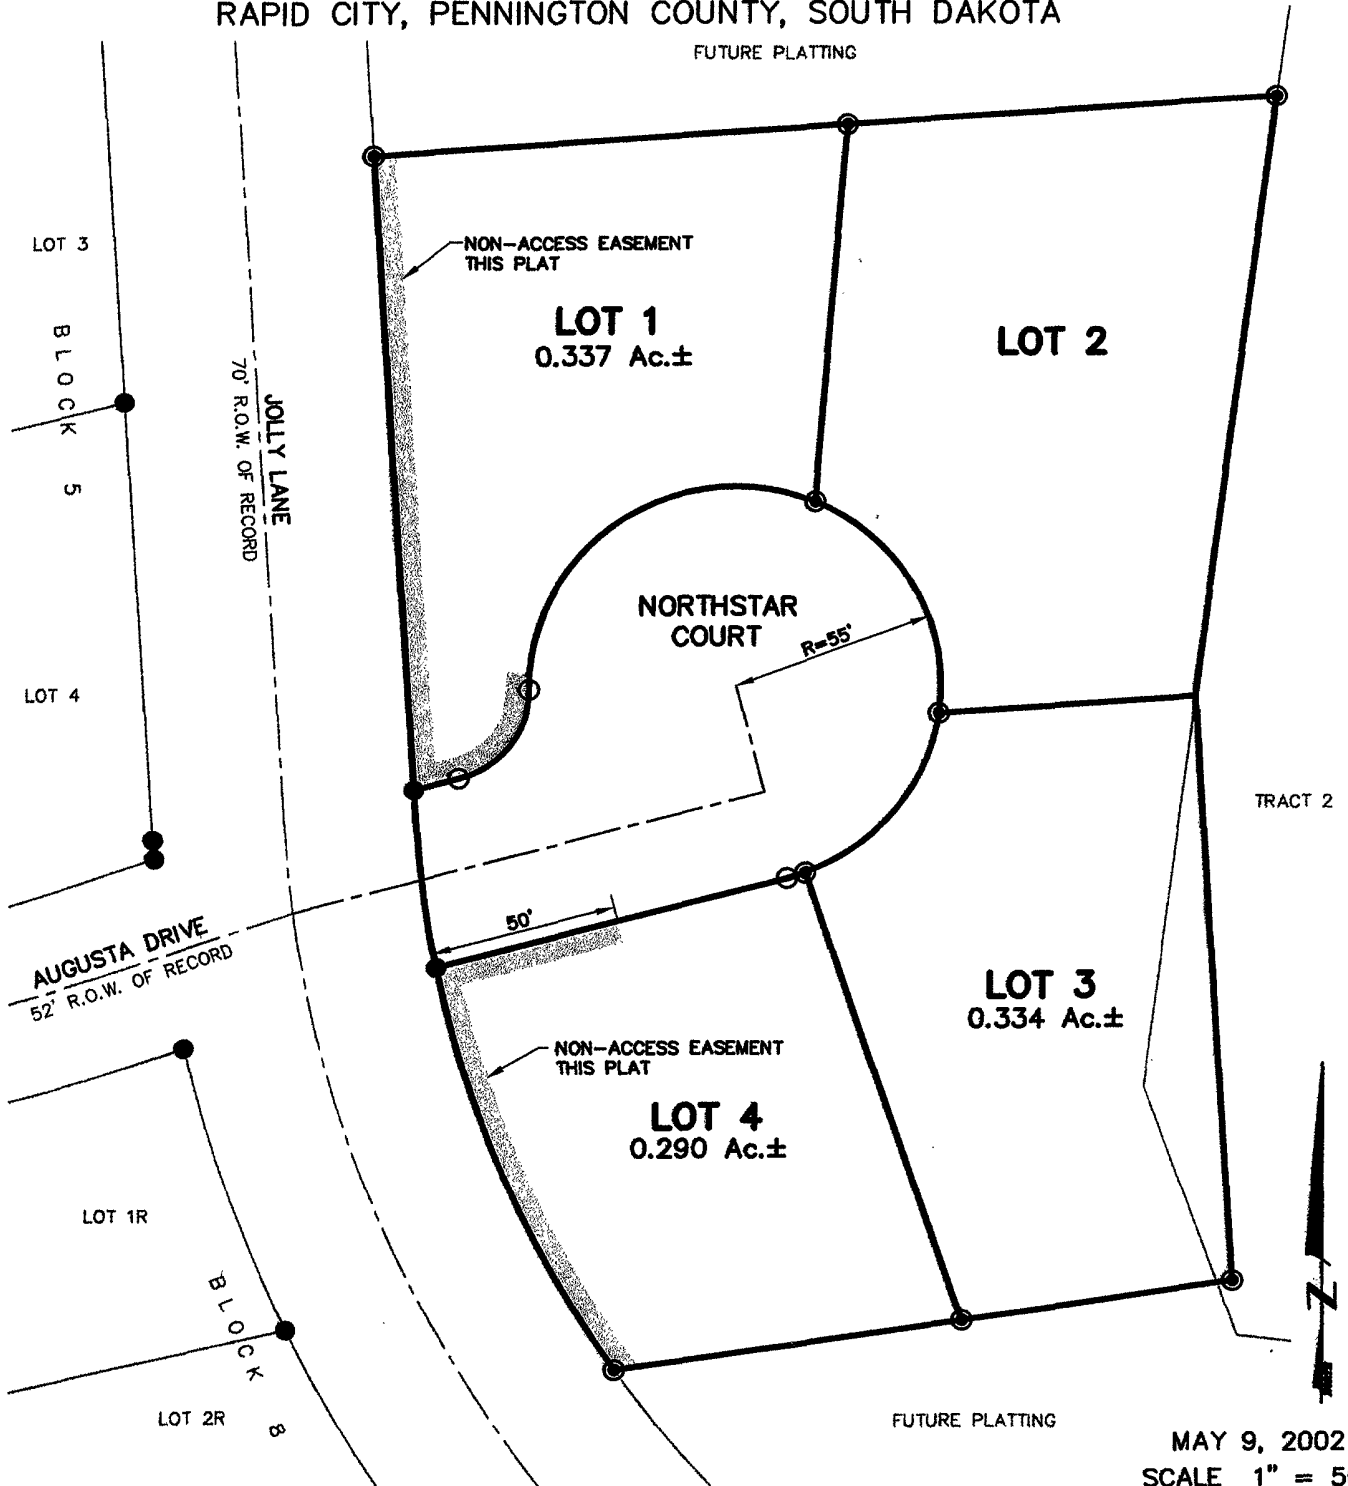 RAPID CITY, PENNINGTON COUNTY, SOUTH DAKOTA
FUTURE PLATTING
LOT 3
NON-ACCESS EASEMENT
THIS PLAT
LOT 1
0.337 Ac.±
LOT 2
BLOCK 5
JOLLY LANE
70' R.O.W. OF RECORD
NORTHSTAR
COURT
R=55'
LOT 4
TRACT 2
50'
AUGUSTA DRIVE
52' R.O.W. OF RECORD
LOT 3
0.334 Ac.±
NON-ACCESS EASEMENT
THIS PLAT
LOT 4
0.290 Ac.±
LOT 1R
BLOCK 8
N
LOT 2R
FUTURE PLATTING
MAY 9, 2002
SCALE 1" = 5